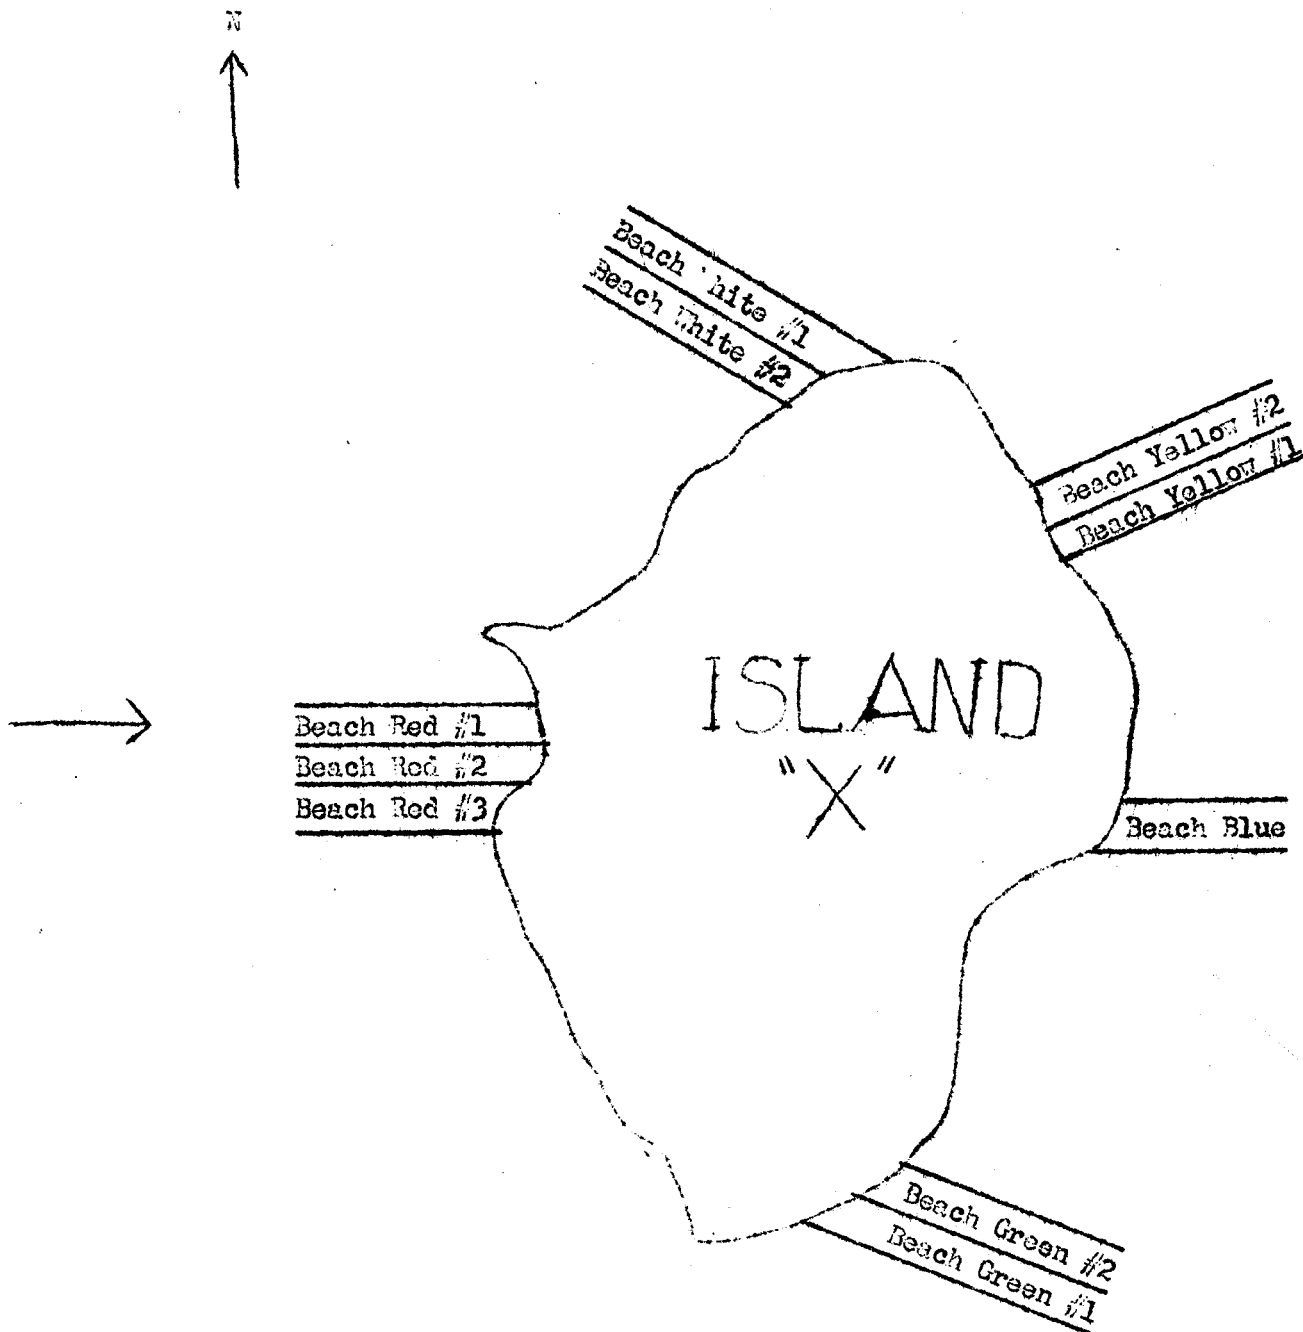 N
Beach hite #1
Beach White #2
Beach Yellow #2
Beach Yellow #1
ISLAND
"X"
Beach Red #1
Beach Red #2
Beach Red #3
Beach Blue
Beach Green #2
Beach Green #1